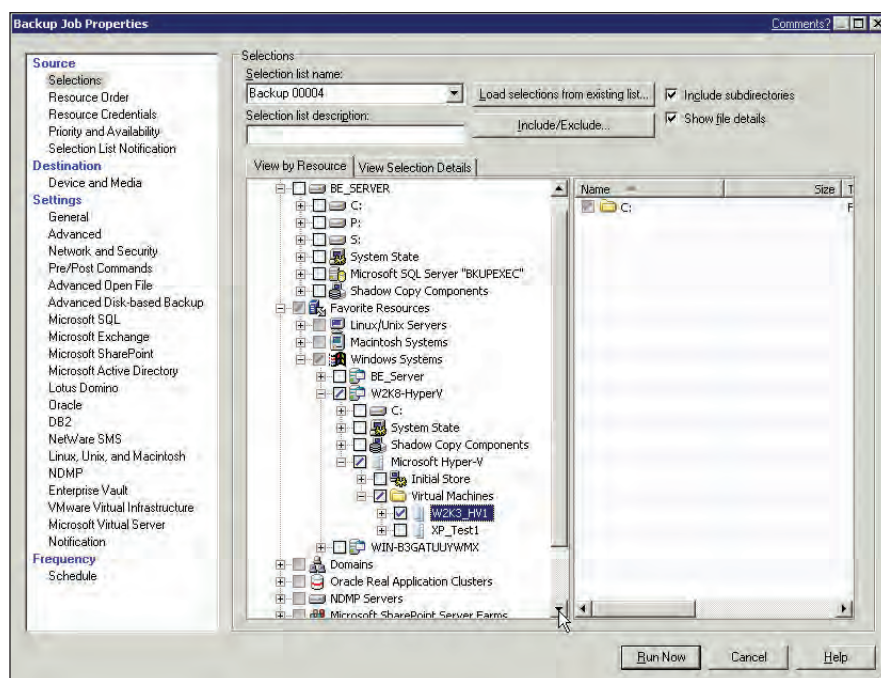 Backup Job Properties
Comments?
Source
Selections
Resource Order
Resource Credentials
Priority and Availability
Selection List Notification
Destination
Device and Media
Settings
General
Advanced
Network and Security
Pre/Post Commands
Advanced Open File
Advanced Disk-based Backup
Microsoft SQL
Microsoft Exchange
Microsoft SharePoint
Microsoft Active Directory
Lotus Domino
Oracle
DB2
NetWare SMS
Linux, Unix, and Macintosh
NDMP
Enterprise Vault
VMware Virtual Infrastructure
Microsoft Virtual Server
Notification
Frequency
Schedule
Selections
Selection list name:
Backup 00004
Load selections from existing list...
Include subdirectories
Selection list description:
Include/Exclude...
Show file details
View by Resource
View Selection Details
BE_SERVER
C:
P:
S:
System State
Microsoft SQL Server "BKUPEXEC"
Shadow Copy Components
Favorite Resources
Linux/Unix Servers
Macintosh Systems
Windows Systems
BE_Server
W2K8-HyperV
C:
System State
Shadow Copy Components
Microsoft Hyper-V
Initial Store
Virtual Machines
W2K3_HV1
XP_Test1
WIN-B3GATUUYWMX
Domains
Oracle Real Application Clusters
NDMP Servers
Microsoft SharePoint Server Farms
Name
Size
T
C:
F
Run Now
Cancel
Help